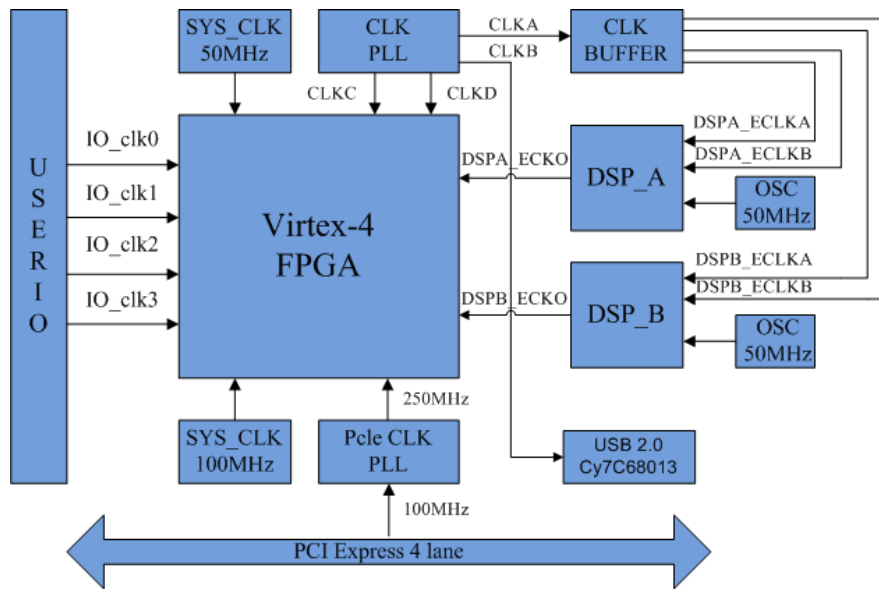 SYS_CLK
50MHz
CLK
PLL
CLKA
CLKB
CLK
BUFFER
CLKC
CLKD
USERIO
IO_clk0
IO_clk1
IO_clk2
IO_clk3
Virtex-4
FPGA
DSPA_ECKO
DSP_A
DSPA_ECLKA
DSPA_ECLKB
OSC
50MHz
DSPB_ECKO
DSP_B
DSPB_ECLKA
DSPB_ECLKB
OSC
50MHz
250MHz
SYS_CLK
100MHz
Pcle CLK
PLL
USB 2.0
Cy7C68013
100MHz
PCI Express 4 lane